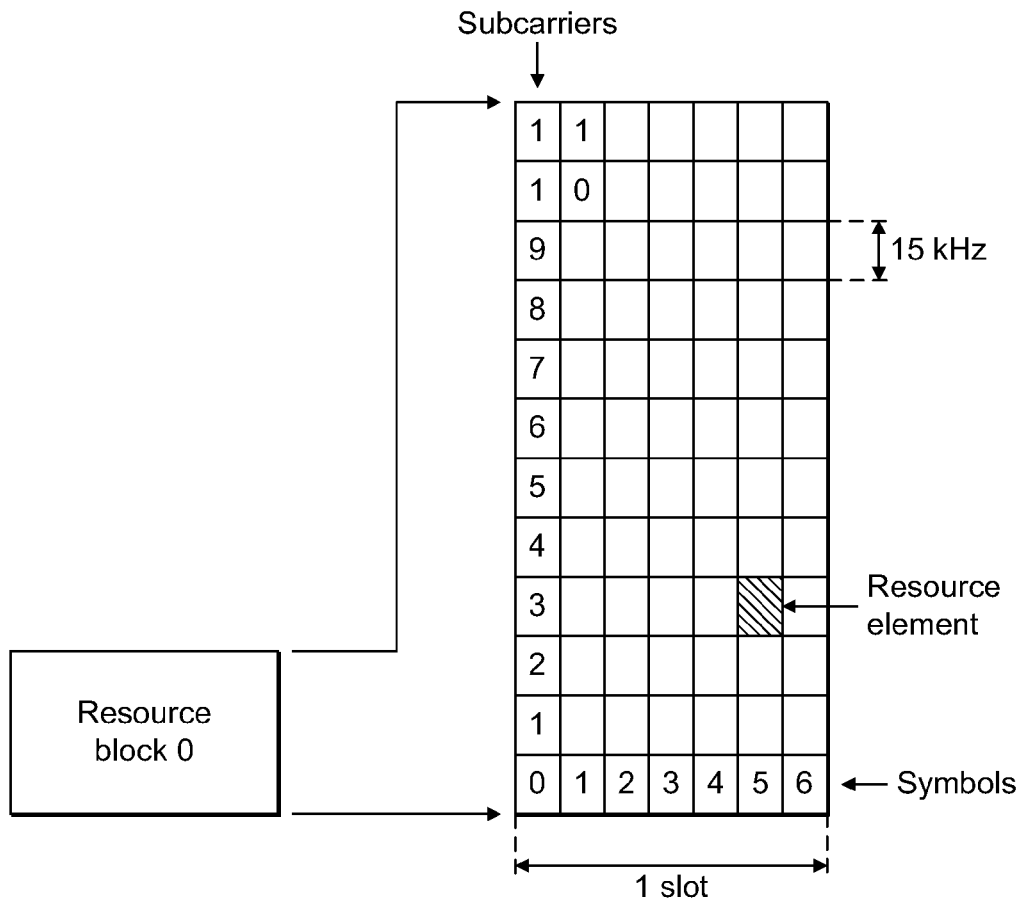 Subcarriers
1 1
1 0
9
15 kHz
8
7
6
5
4
3
Resource
element
2
1
Resource
block 0
0 1 2 3 4 5 6
Symbols
1 slot